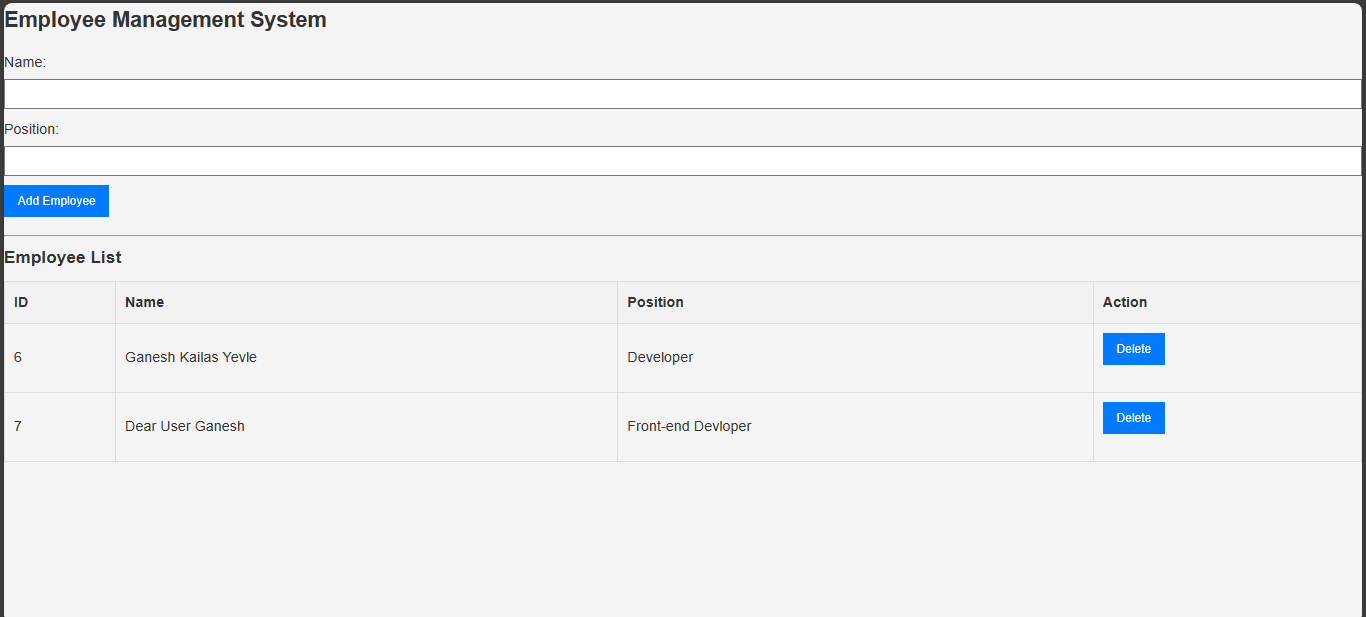 Employee Management System
Name:
Position:
Add Employee
Employee List
ID Name Position Action
6 Ganesh Kailas Yevle Developer Delete
7 Dear User Ganesh Front-end Devloper Delete